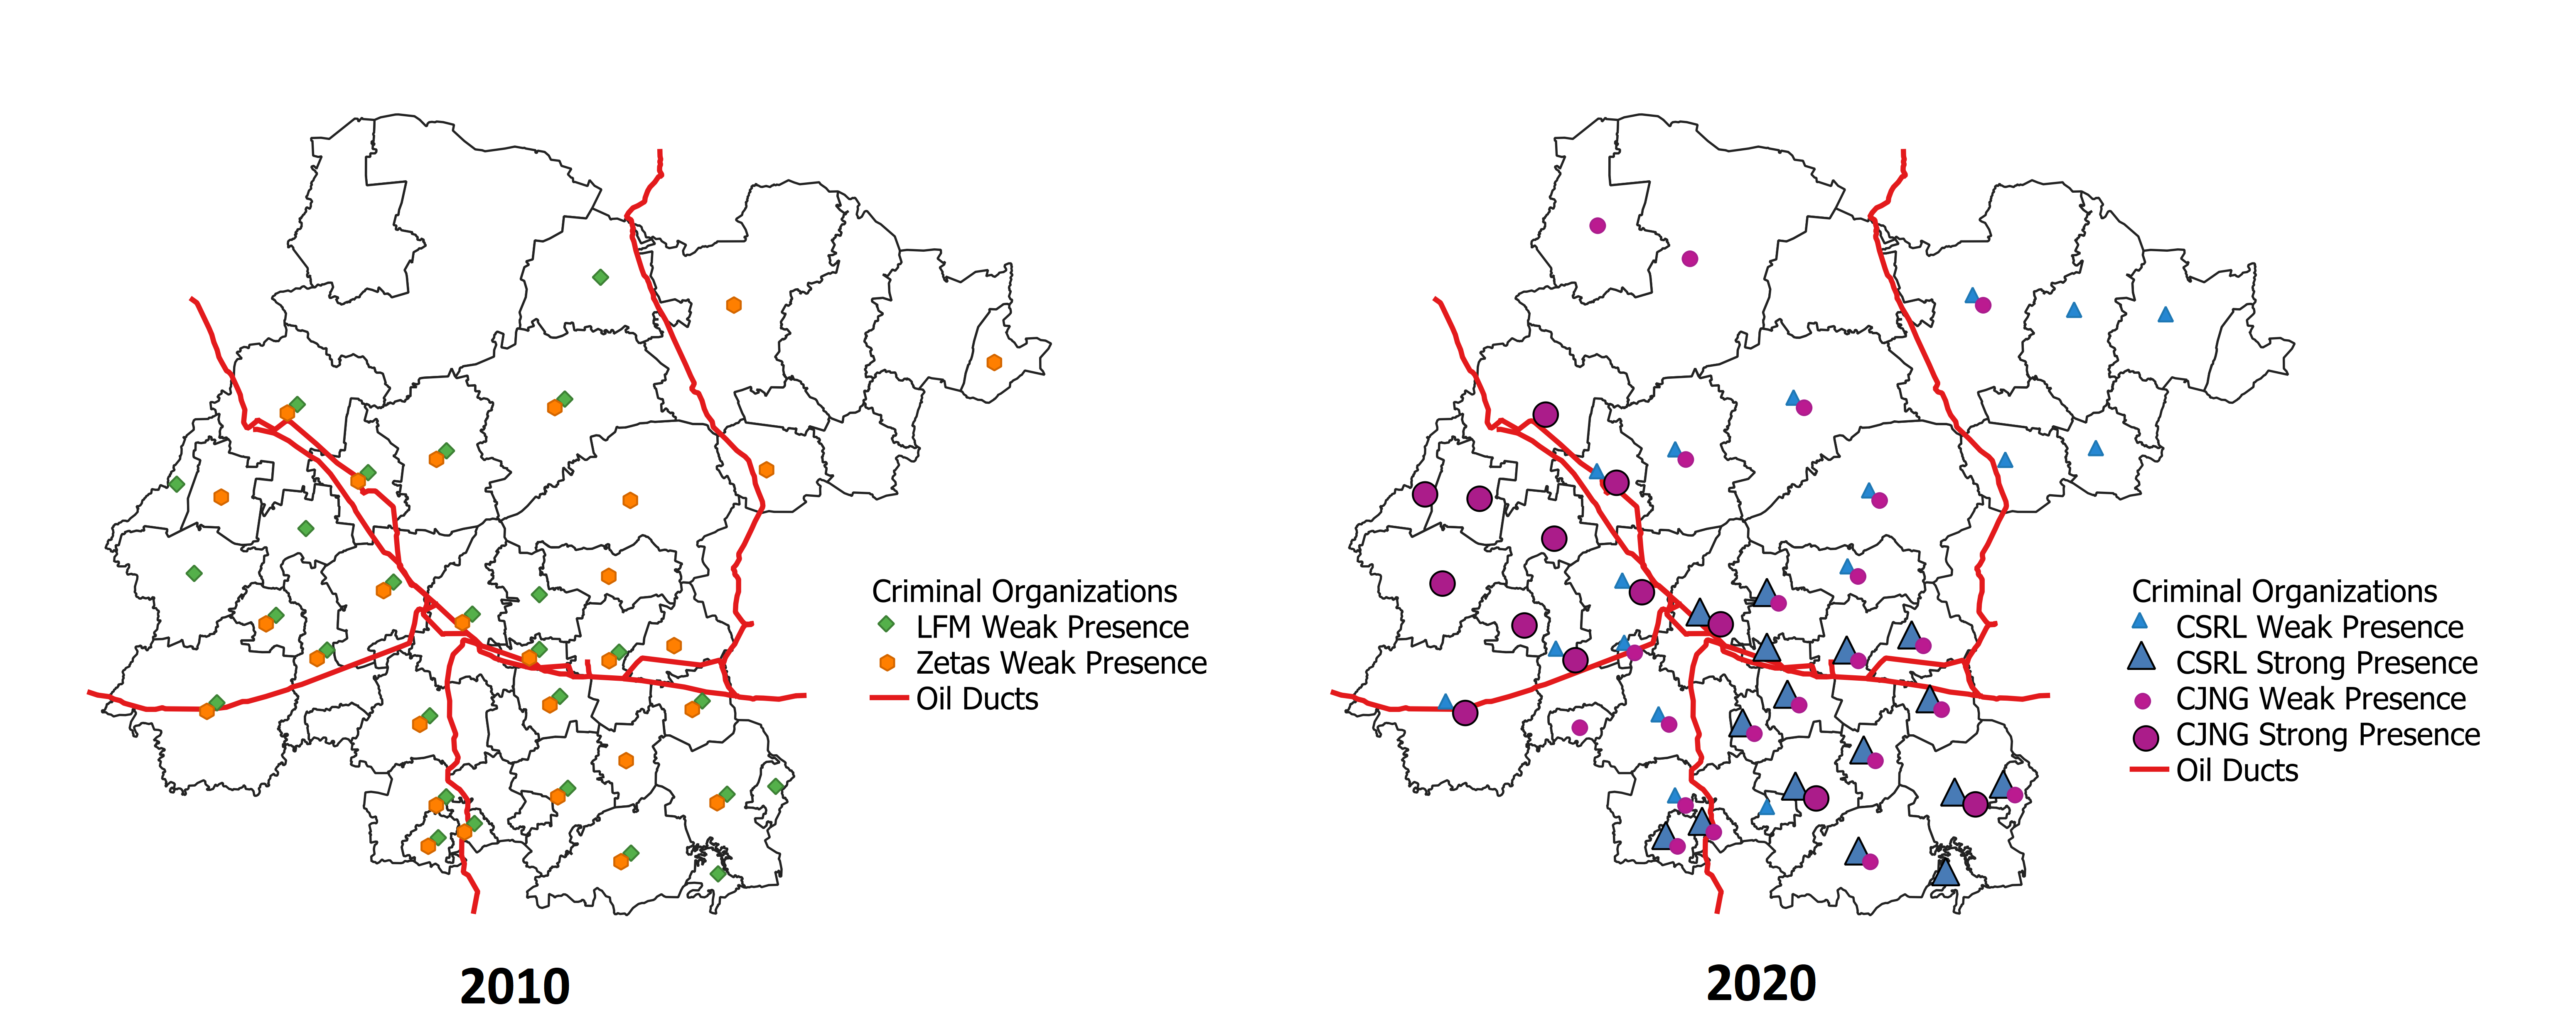 Criminal Organizations
LFM Weak Presence
Zetas Weak Presence
Oil Ducts
2010
Criminal Organizations
CSRL Weak Presence
CSRL Strong Presence
CJNG Weak Presence
CJNG Strong Presence
Oil Ducts
2020